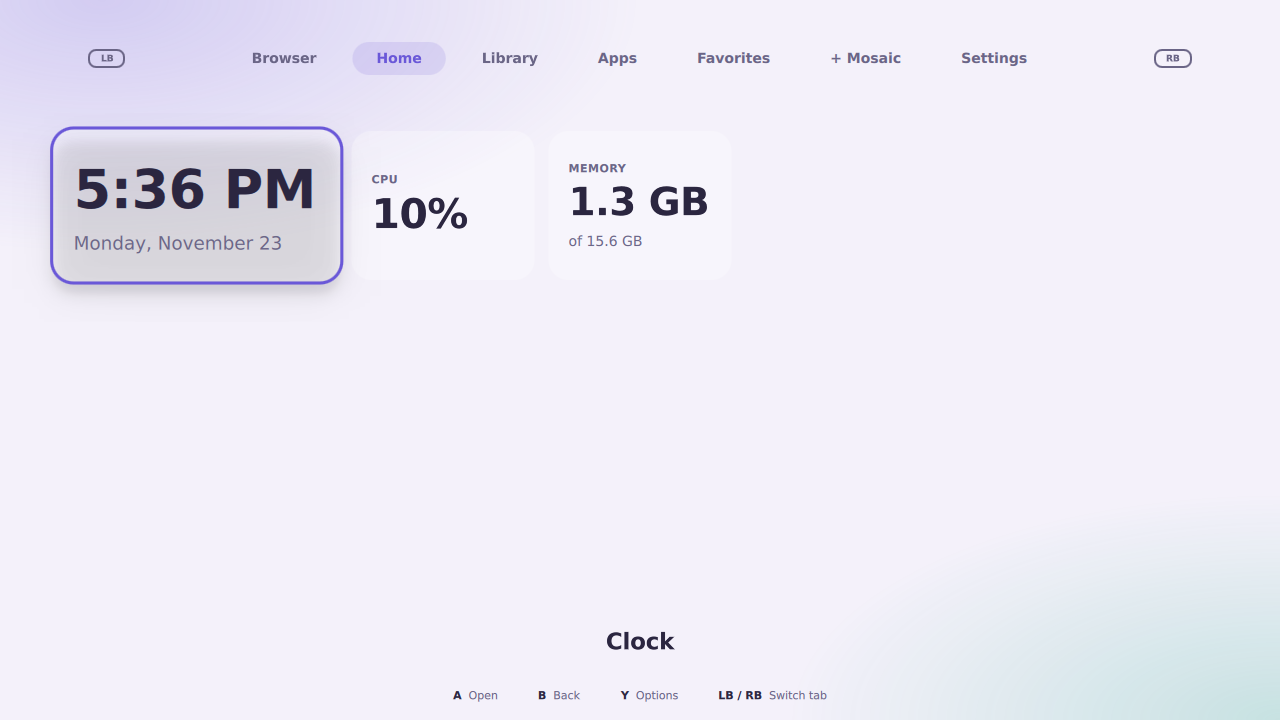 LB Browser Home Library Apps Favorites + Mosaic Settings RB
5:36 PM
Monday, November 23
CPU
10%
MEMORY
1.3 GB
of 15.6 GB
Clock
A Open B Back Y Options LB / RB Switch tab